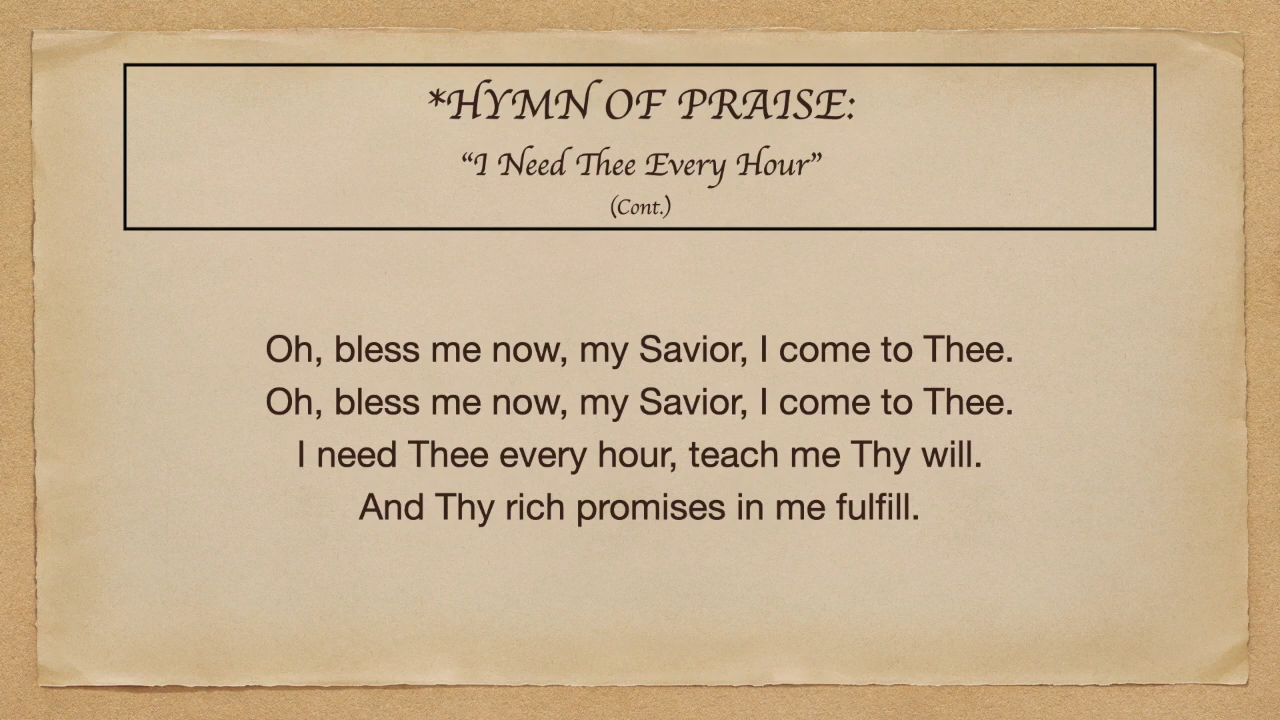 *HYMN OF PRAISE:
“I Need Thee Every Hour”
(Cont.)
Oh, bless me now, my Savior, I come to Thee.
Oh, bless me now, my Savior, I come to Thee.
I need Thee every hour, teach me Thy will.
And Thy rich promises in me fulfill.